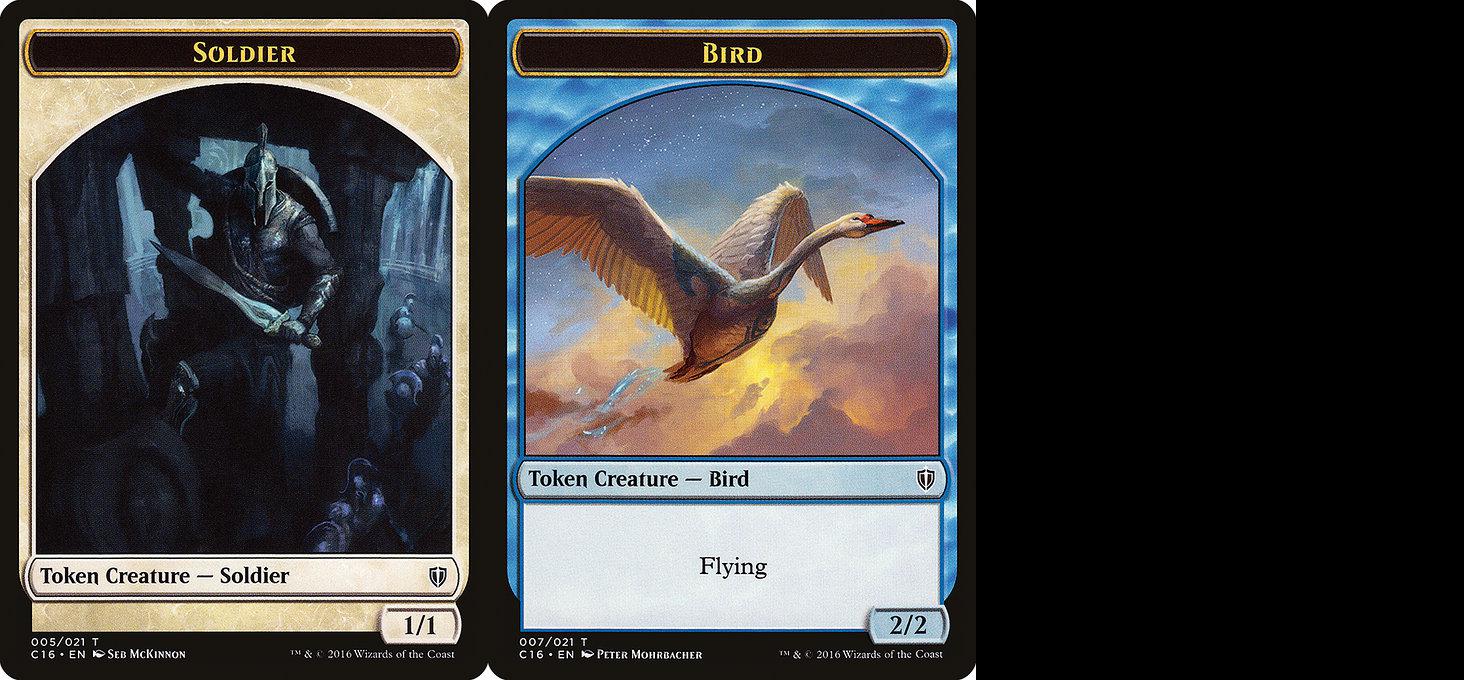 SOLDIER
Token Creature — Soldier
1/1
005/021 T
C16 • EN SEB MCKINNON
™ & © 2016 Wizards of the Coast
BIRD
Token Creature — Bird
Flying
2/2
007/021 T
C16 • EN PETER MOHRBACHER
™ & © 2016 Wizards of the Coast